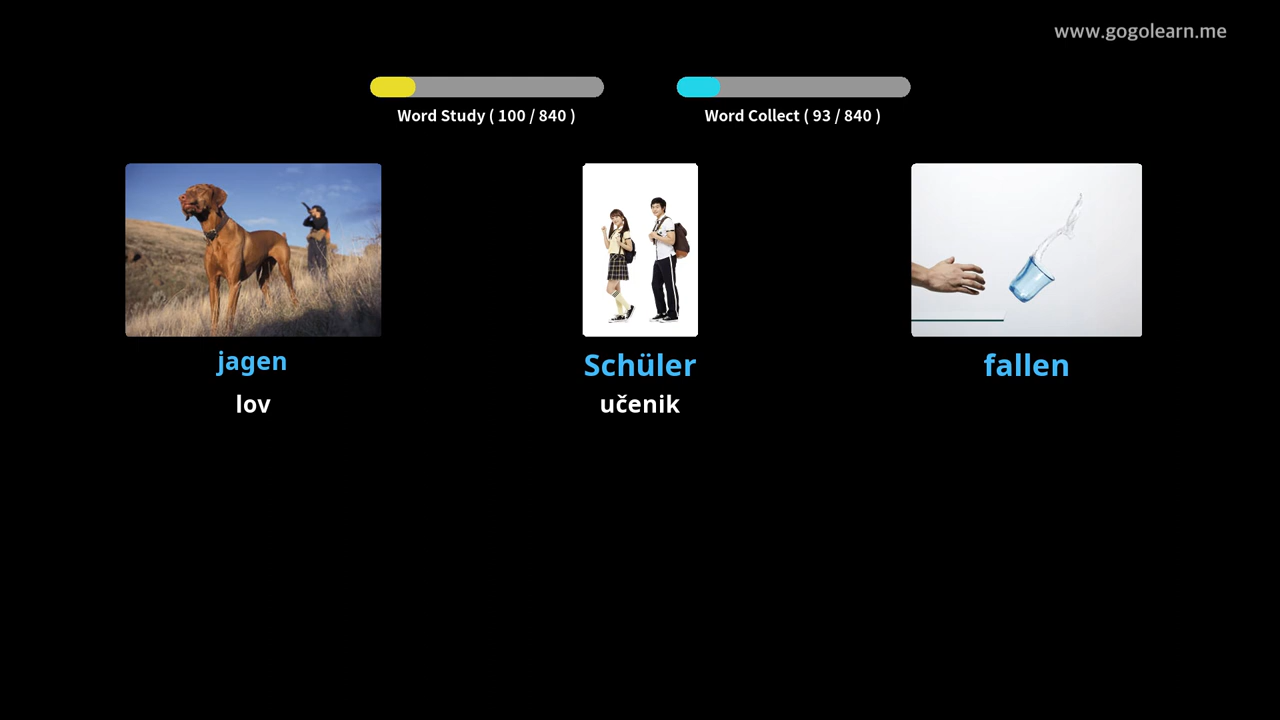 www.gogolearn.me
Word Study ( 100 / 840 )
Word Collect ( 93 / 840 )
jagen
Schüler
fallen
lov
učenik